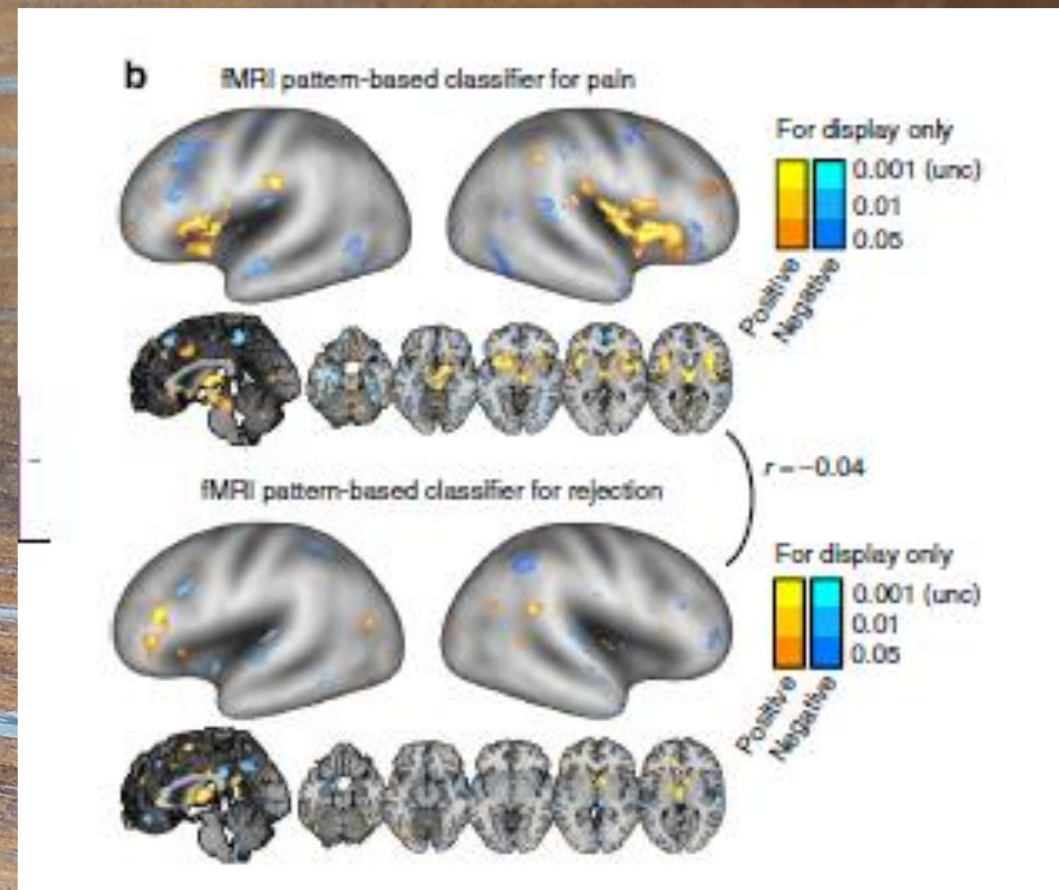 b fMRI pattern-based classifier for pain
For display only
0.001 (unc)
0.01
0.05
Positive
Negative
r = −0.04
fMRI pattern-based classifier for rejection
For display only
0.001 (unc)
0.01
0.05
Positive
Negative